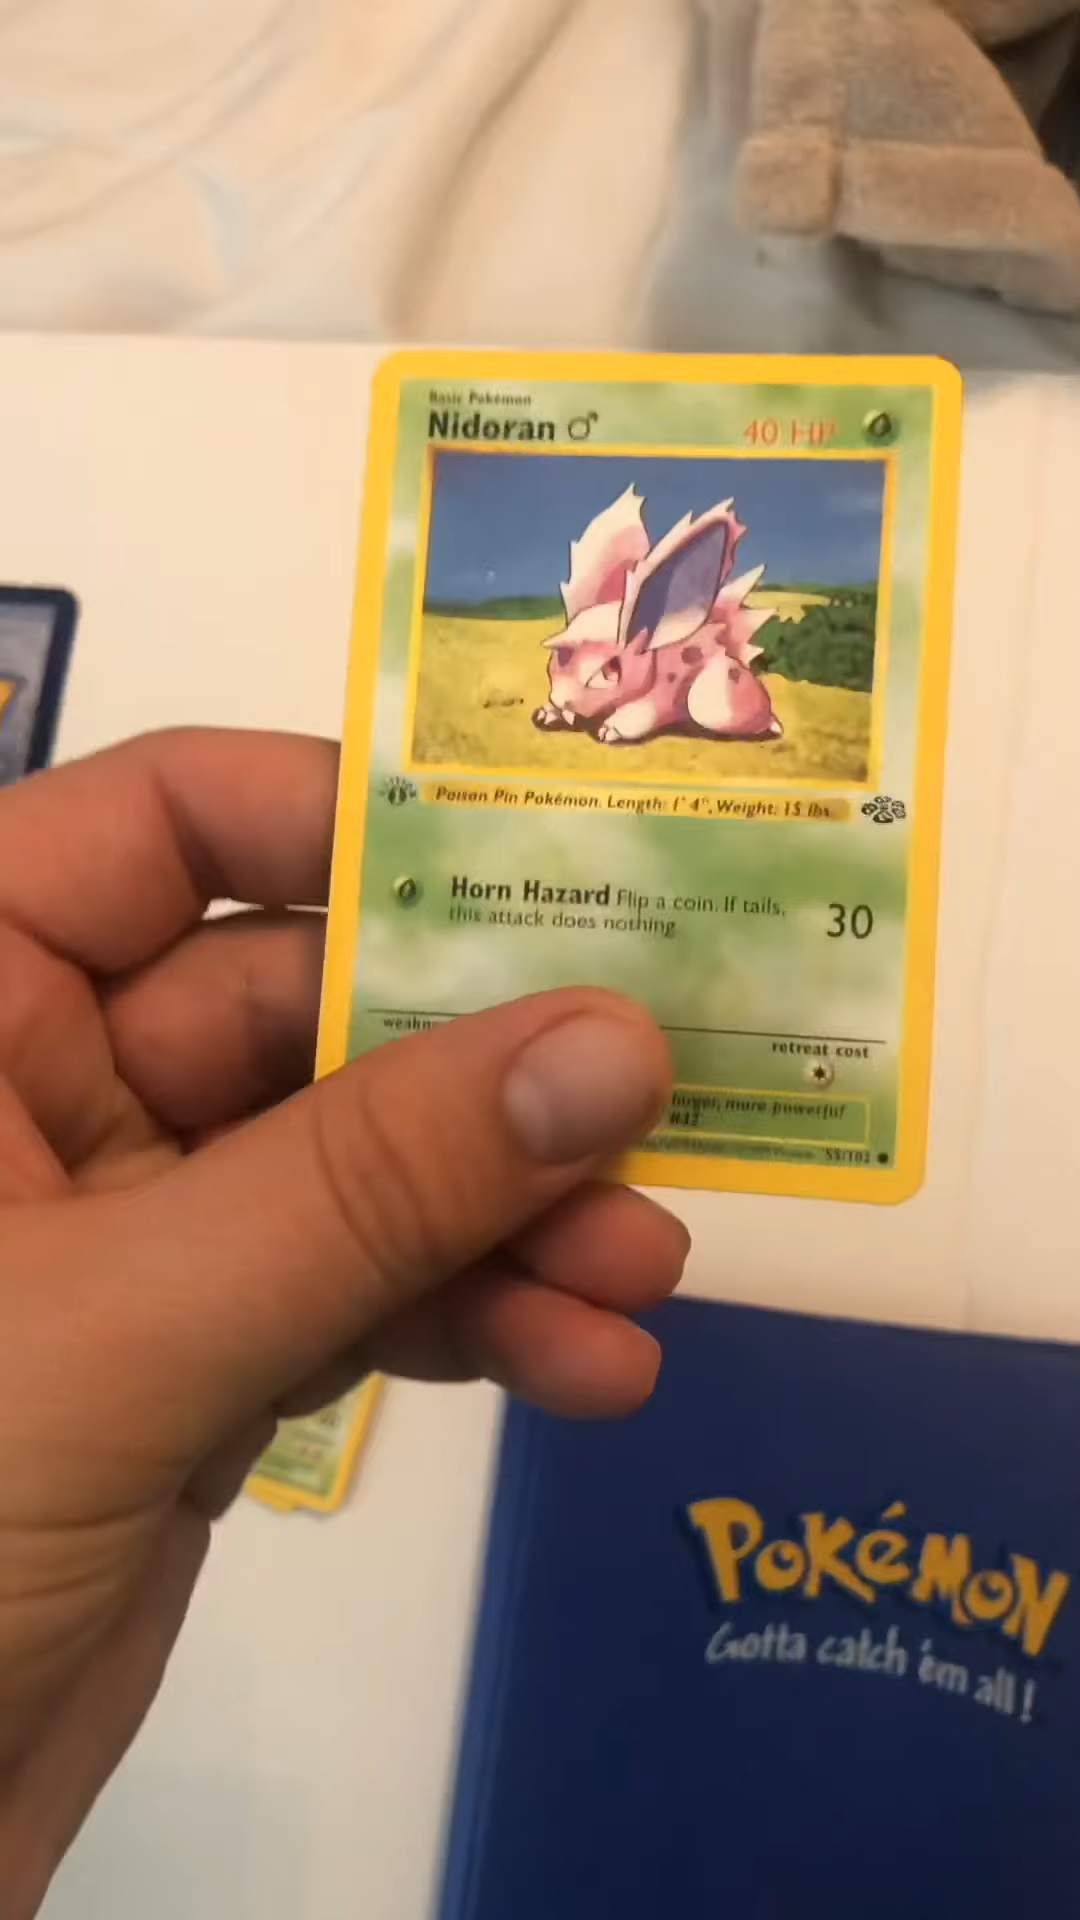 Basic Pokémon
Nidoran ♂ 40 HP
Poison Pin Pokémon. Length: 1' 4", Weight: 15 lbs.
Horn Hazard Flip a coin. If tails,
this attack does nothing.
30
weakn
retreat cost
more powerful
#32
55/102
POKéMON
Gotta catch 'em all!